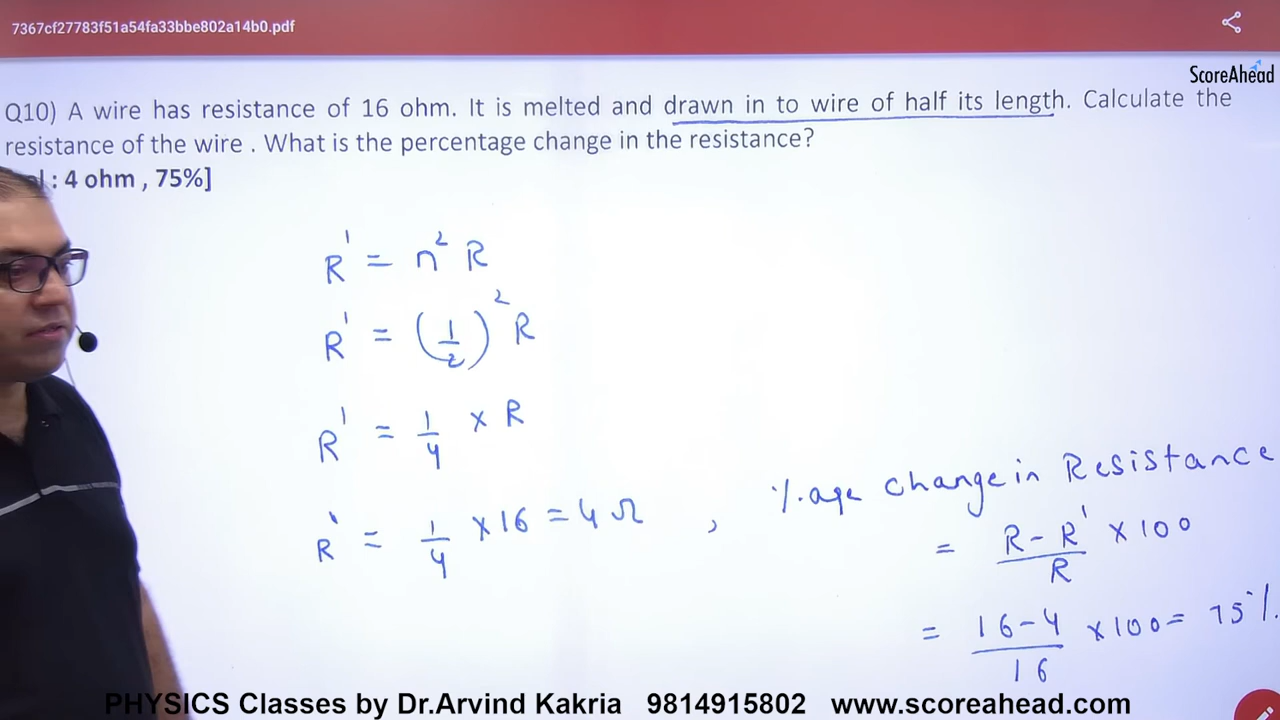 7367cf27783f51a54fa33bbe802a14b0.pdf
ScoreAhead
Q10) A wire has resistance of 16 ohm. It is melted and drawn in to wire of half its length. Calculate the
resistance of the wire . What is the percentage change in the resistance?
: 4 ohm , 75%]
R' = n² R
R' = (1/2)² R
R' = 1/4 × R
R' = 1/4 × 16 = 4 Ω ,
%age change in Resistance
= R - R' / R × 100
= 16 - 4 / 16 × 100 = 75 %.
PHYSICS Classes by Dr.Arvind Kakria 9814915802 www.scoreahead.com